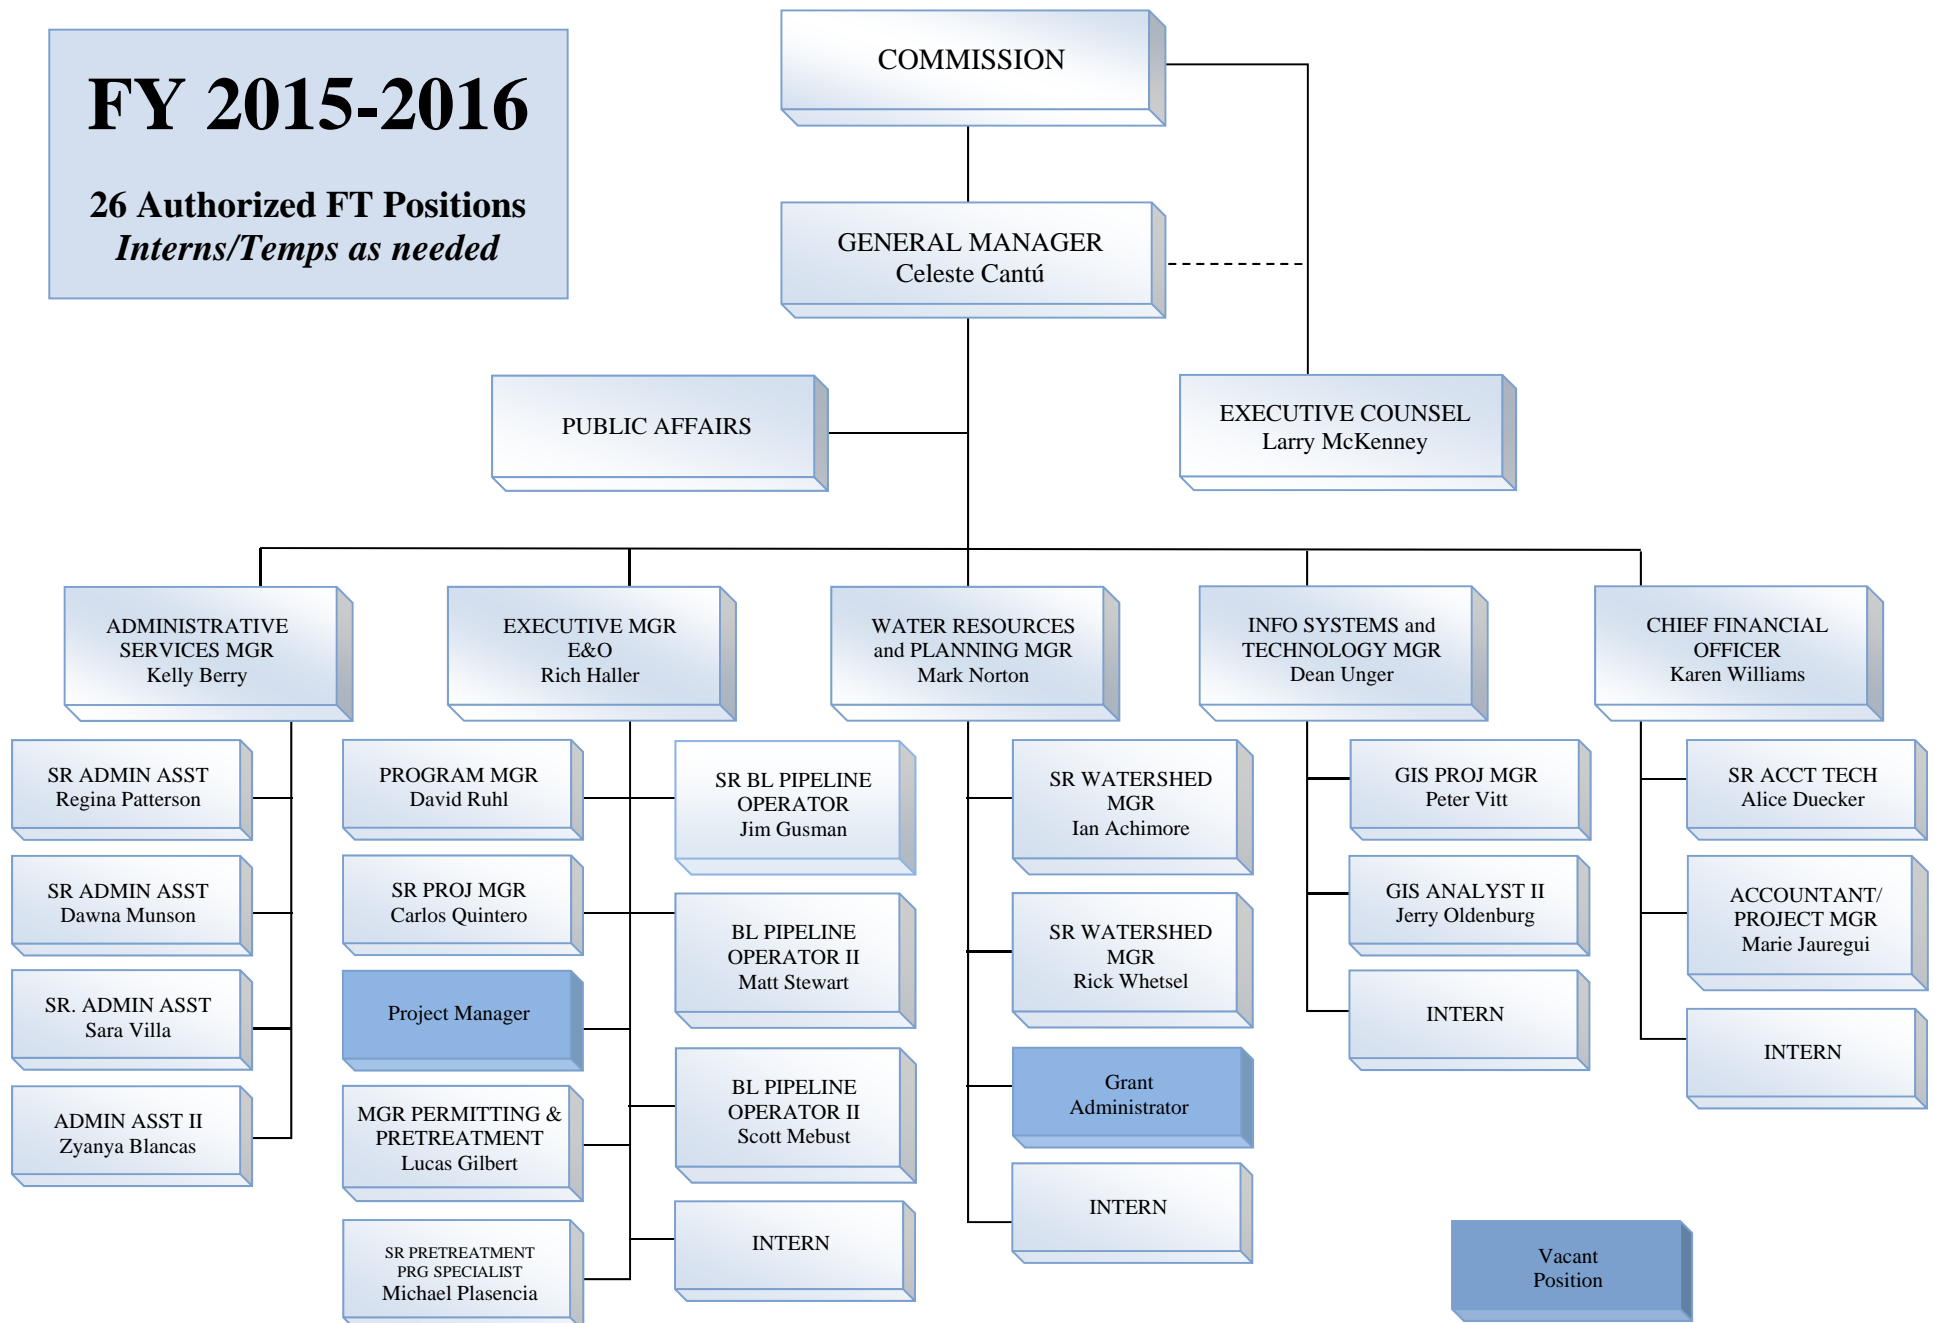 FY 2015-2016
26 Authorized FT Positions
Interns/Temps as needed
COMMISSION
GENERAL MANAGER
Celeste Cantú
PUBLIC AFFAIRS
EXECUTIVE COUNSEL
Larry McKenney
ADMINISTRATIVE
SERVICES MGR
Kelly Berry
EXECUTIVE MGR
E&O
Rich Haller
WATER RESOURCES
and PLANNING MGR
Mark Norton
INFO SYSTEMS and
TECHNOLOGY MGR
Dean Unger
CHIEF FINANCIAL
OFFICER
Karen Williams
SR ADMIN ASST
Regina Patterson
SR ADMIN ASST
Dawna Munson
SR. ADMIN ASST
Sara Villa
ADMIN ASST II
Zyanya Blancas
PROGRAM MGR
David Ruhl
SR PROJ MGR
Carlos Quintero
Project Manager
MGR PERMITTING &
PRETREATMENT
Lucas Gilbert
SR PRETREATMENT
PRG SPECIALIST
Michael Plasencia
SR BL PIPELINE
OPERATOR
Jim Gusman
BL PIPELINE
OPERATOR II
Matt Stewart
BL PIPELINE
OPERATOR II
Scott Mebust
INTERN
SR WATERSHED
MGR
Ian Achimore
SR WATERSHED
MGR
Rick Whetsel
Grant
Administrator
INTERN
GIS PROJ MGR
Peter Vitt
GIS ANALYST II
Jerry Oldenburg
INTERN
SR ACCT TECH
Alice Duecker
ACCOUNTANT/
PROJECT MGR
Marie Jauregui
INTERN
Vacant
Position